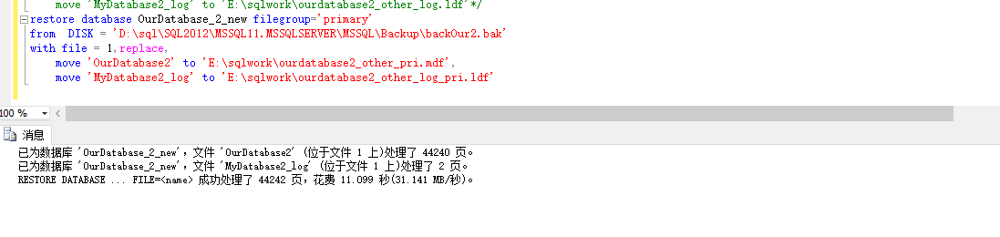 move 'MyDatabase2_log' to 'E:\sqlwork\ourdatabase2_other_log.ldf'*/
restore database OurDatabase_2_new filegroup='primary'
from  DISK = 'D:\sql\SQL2012\MSSQL11.MSSQLSERVER\MSSQL\Backup\backOur2.bak'
with file = 1,replace,
move 'OurDatabase2' to 'E:\sqlwork\ourdatabase2_other_pri.mdf',
move 'MyDatabase2_log' to 'E:\sqlwork\ourdatabase2_other_log_pri.ldf'
100 %
消息
已为数据库 'OurDatabase_2_new'，文件 'OurDatabase2' (位于文件 1 上)处理了 44240 页。
已为数据库 'OurDatabase_2_new'，文件 'MyDatabase2_log' (位于文件 1 上)处理了 2 页。
RESTORE DATABASE ... FILE=<name> 成功处理了 44242 页，花费 11.099 秒(31.141 MB/秒)。